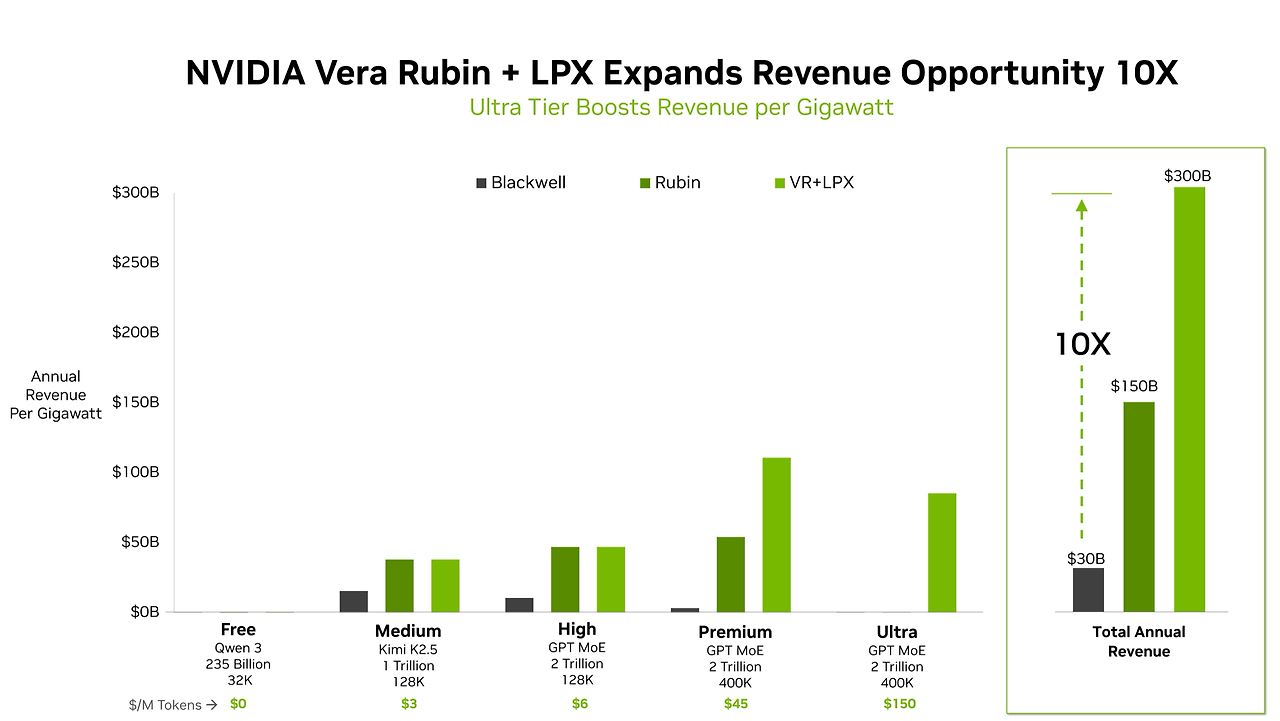 NVIDIA Vera Rubin + LPX Expands Revenue Opportunity 10X
Ultra Tier Boosts Revenue per Gigawatt
Blackwell
Rubin
VR+LPX
Annual
Revenue
Per Gigawatt
$300B
$250B
$200B
$150B
$100B
$50B
$0B
Free
Qwen 3
235 Billion
32K
Medium
Kimi K2.5
1 Trillion
128K
High
GPT MoE
2 Trillion
128K
Premium
GPT MoE
2 Trillion
400K
Ultra
GPT MoE
2 Trillion
400K
$/M Tokens → $0 $3 $6 $45 $150
$300B
10X
$150B
$30B
Total Annual
Revenue